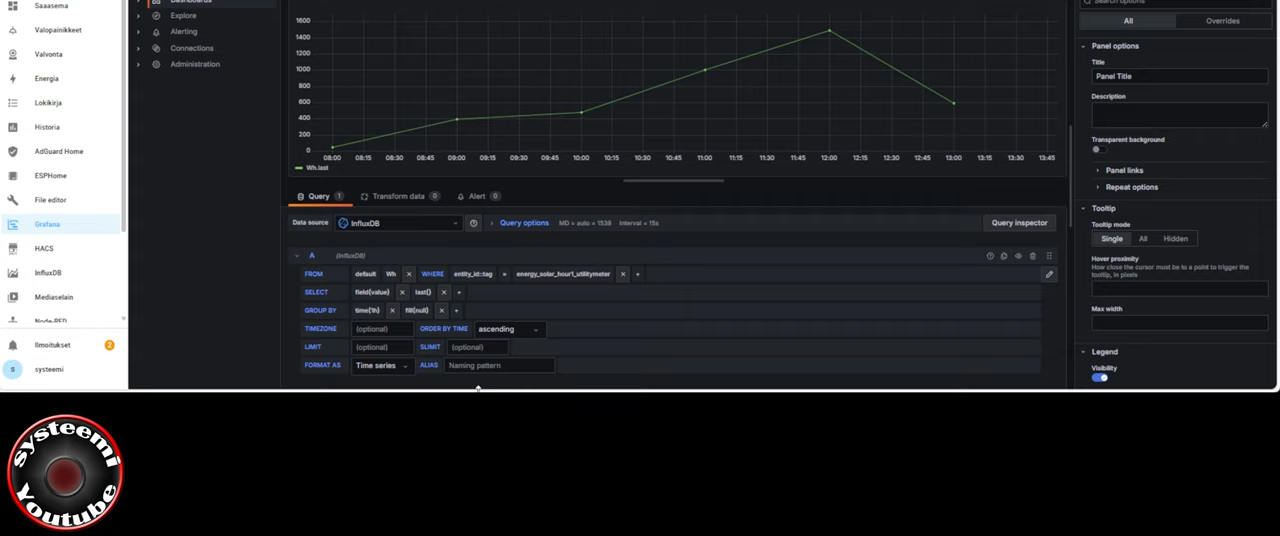 Saaasema
Dashboards
Search options
Valopainikkeet
Explore
1600
All
Overrides
Alerting
1400
Valvonta
Connections
1200
Panel options
Administration
1000
Title
Energia
800
Panel Title
Lokikirja
600
Description
400
Historia
200
Transparent background
AdGuard Home
0
08:00 08:15 08:30 08:45 09:00 09:15 09:30 09:45 10:00 10:15 10:30 10:45 11:00 11:15 11:30 11:45 12:00 12:15 12:30 12:45 13:00 13:15 13:30 13:45
Wh.last
Panel links
ESPHome
Repeat options
File editor
Query 1
Transform data 0
Alert 0
Tooltip
Grafana
Data source
InfluxDB
Query options
MD = auto = 1538
Interval = 15s
Query inspector
Tooltip mode
Single
All
Hidden
HACS
A
(InfluxDB)
Hover proximity
How close the cursor must be to a point to trigger the tooltip, in pixels
InfluxDB
FROM default Wh × WHERE entity_id::tag = energy_solar_hour1_utilitymeter × +
SELECT field(value) × last() × +
Mediaselain
GROUP BY time(1h) × fill(null) × +
Max width
Node-RED
TIMEZONE (optional) ORDER BY TIME ascending
Ilmoitukset 2
LIMIT (optional) SLIMIT (optional)
Legend
systeemi
FORMAT AS Time series ALIAS Naming pattern
Visibility
systeemi
Youtube